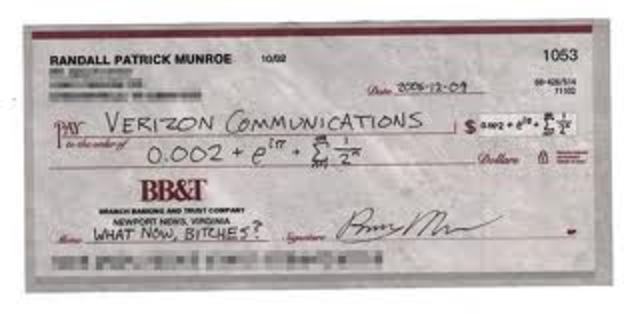 RANDALL PATRICK MUNROE 10/02 1053
Date 2006-12-09
PAY to the order of VERIZON COMMUNICATIONS $ 0.002 + e^{iπ} + ∑ 1/2^n
0.002 + e^{iπ} + ∑_{n=1}^{∞} 1/2^n Dollars
BB&T
BRANCH BANKING AND TRUST COMPANY
NEWPORT NEWS, VIRGINIA
Memo WHAT NOW, BITCHES? Signature